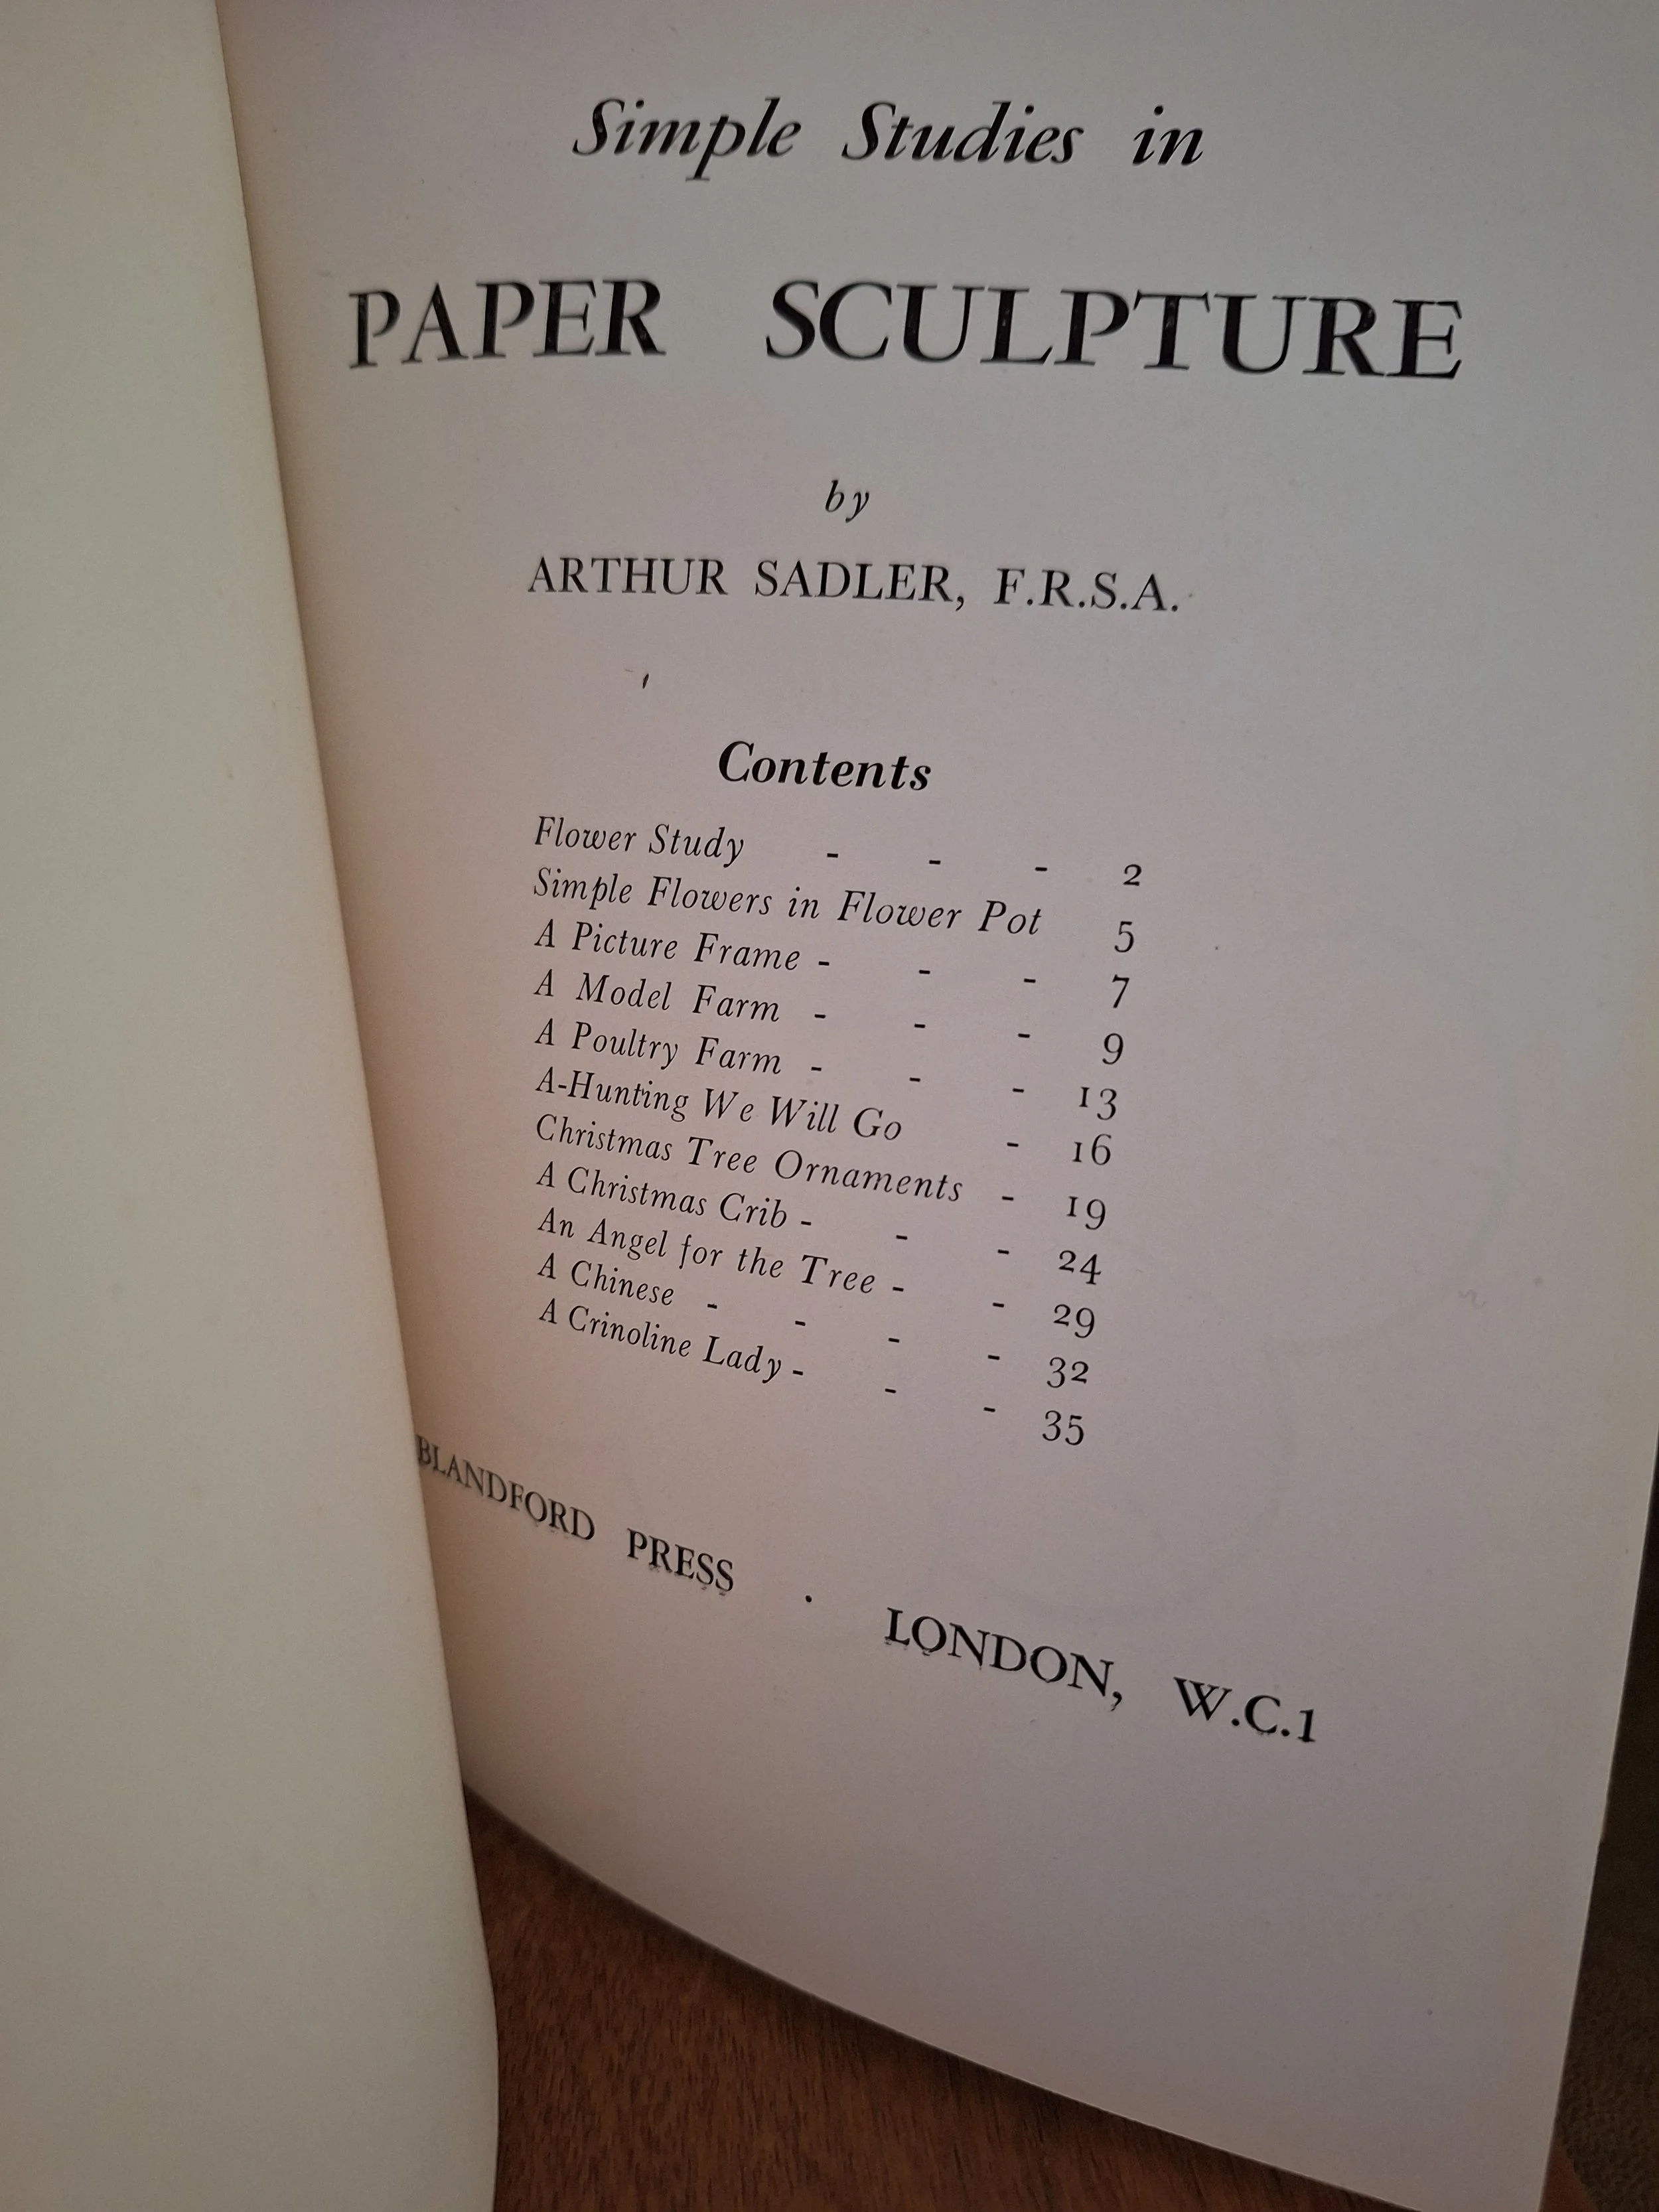 Simple Studies in
PAPER SCULPTURE
by
ARTHUR SADLER, F.R.S.A.
Contents
Flower Study - - - 2
Simple Flowers in Flower Pot 5
A Picture Frame - - - 7
A Model Farm - - - 9
A Poultry Farm - - - 13
A-Hunting We Will Go - 16
Christmas Tree Ornaments - 19
A Christmas Crib - - - 24
An Angel for the Tree - - 29
A Chinese - - - - 32
A Crinoline Lady - - - 35
BLANDFORD PRESS · LONDON, W.C.1